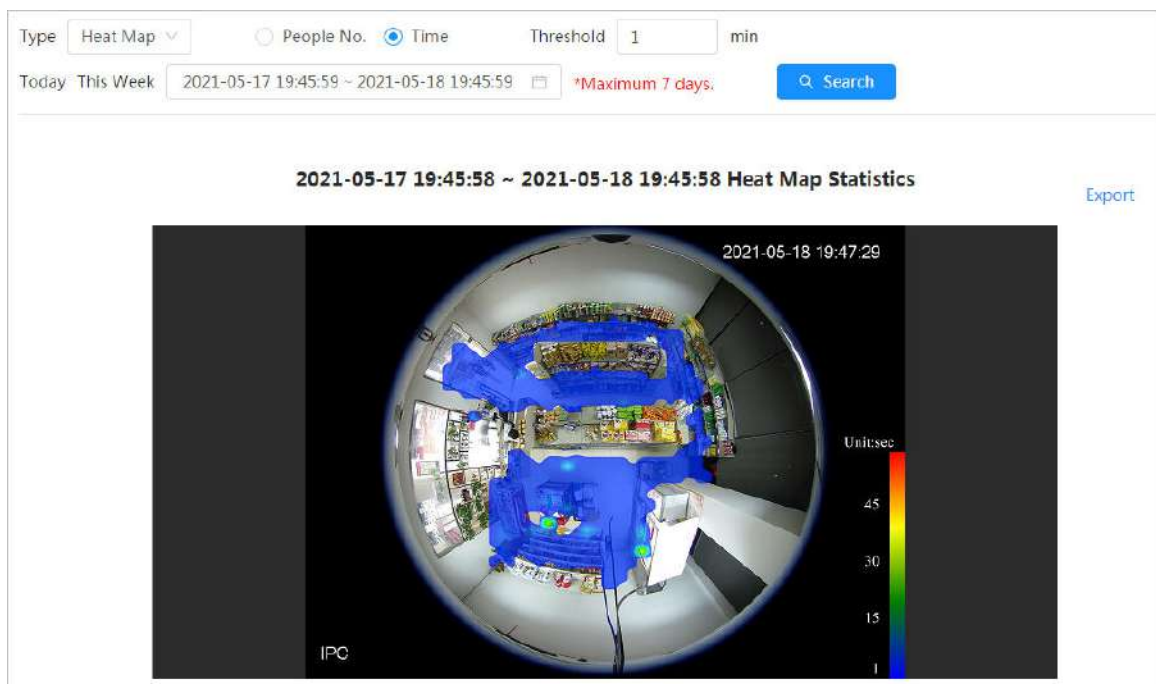 Type Heat Map People No. Time Threshold 1 min
Today This Week 2021-05-17 19:45:59 ~ 2021-05-18 19:45:59 *Maximum 7 days. Search
2021-05-17 19:45:58 ~ 2021-05-18 19:45:58 Heat Map Statistics
Export
2021-05-18 19:47:29
Unit:sec
45
30
15
1
IPC